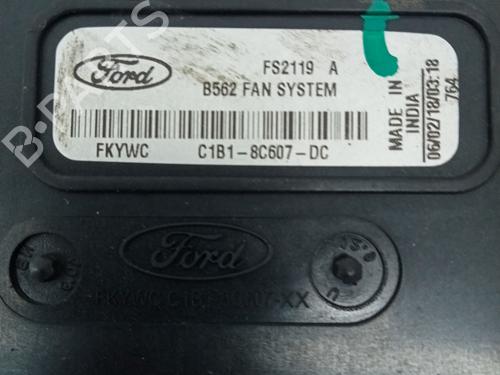 Ford
FS2119 A
B562 FAN SYSTEM
FKYWC C1B1-8C607-DC
MADE IN
INDIA
06/02/18/03:18
764
B-PARTS
Ford
FKYWC